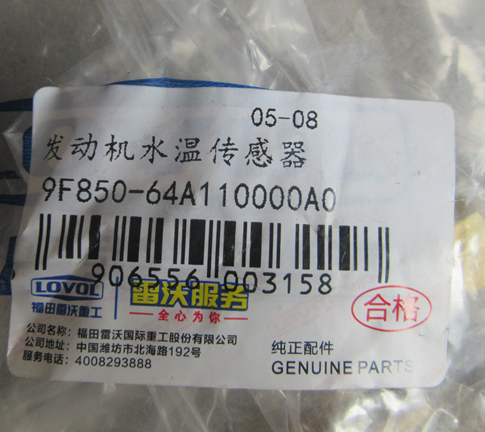 05-08
发动机水温传感器
9F850-64A110000A0
906556 003158
LOVOL
福田雷沃重工
雷沃服务
全心为你
合格
公司名称:福田雷沃国际重工股份有限公司
公司地址:中国潍坊市北海路192号
服务电话:4008293888
纯正配件
GENUINE PARTS